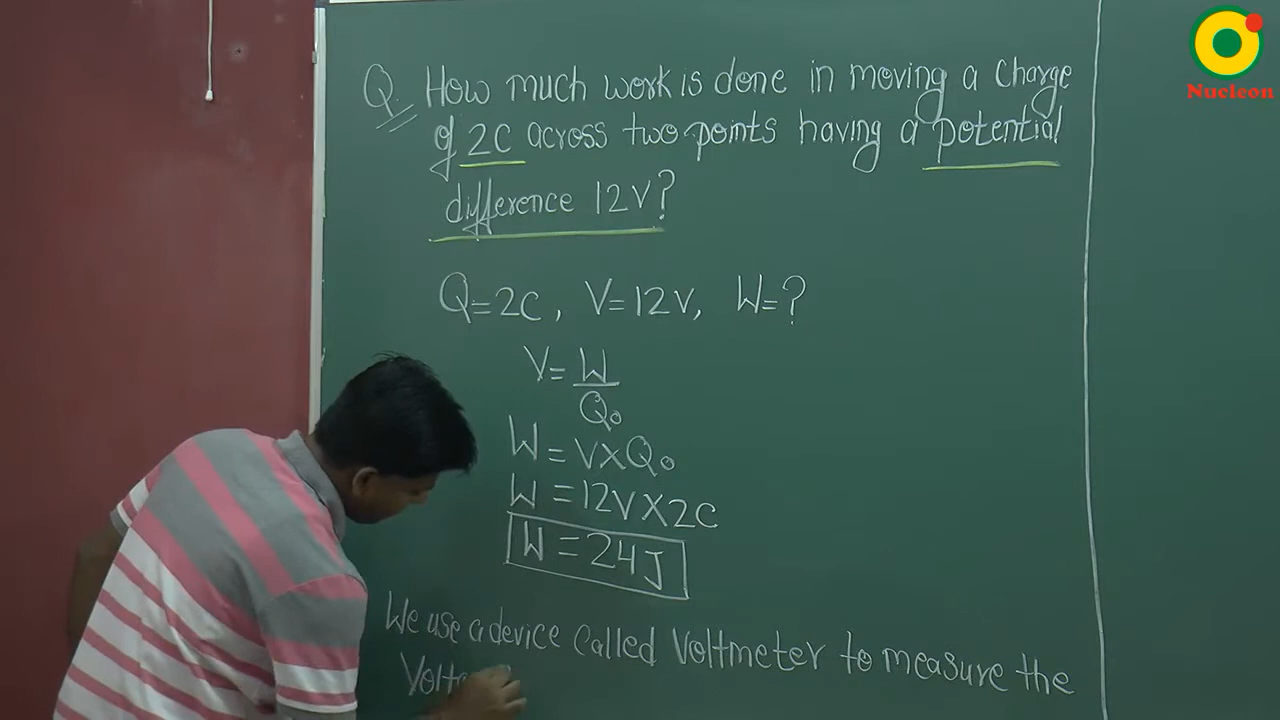 Nucleon
Q. How much work is done in moving a charge
of 2C across two points having a potential
difference 12V?
Q=2C, V=12V, W=?
V= W
Q₀
W=V×Q₀
W=12V×2C
W=24J
We use a device called Voltmeter to measure the